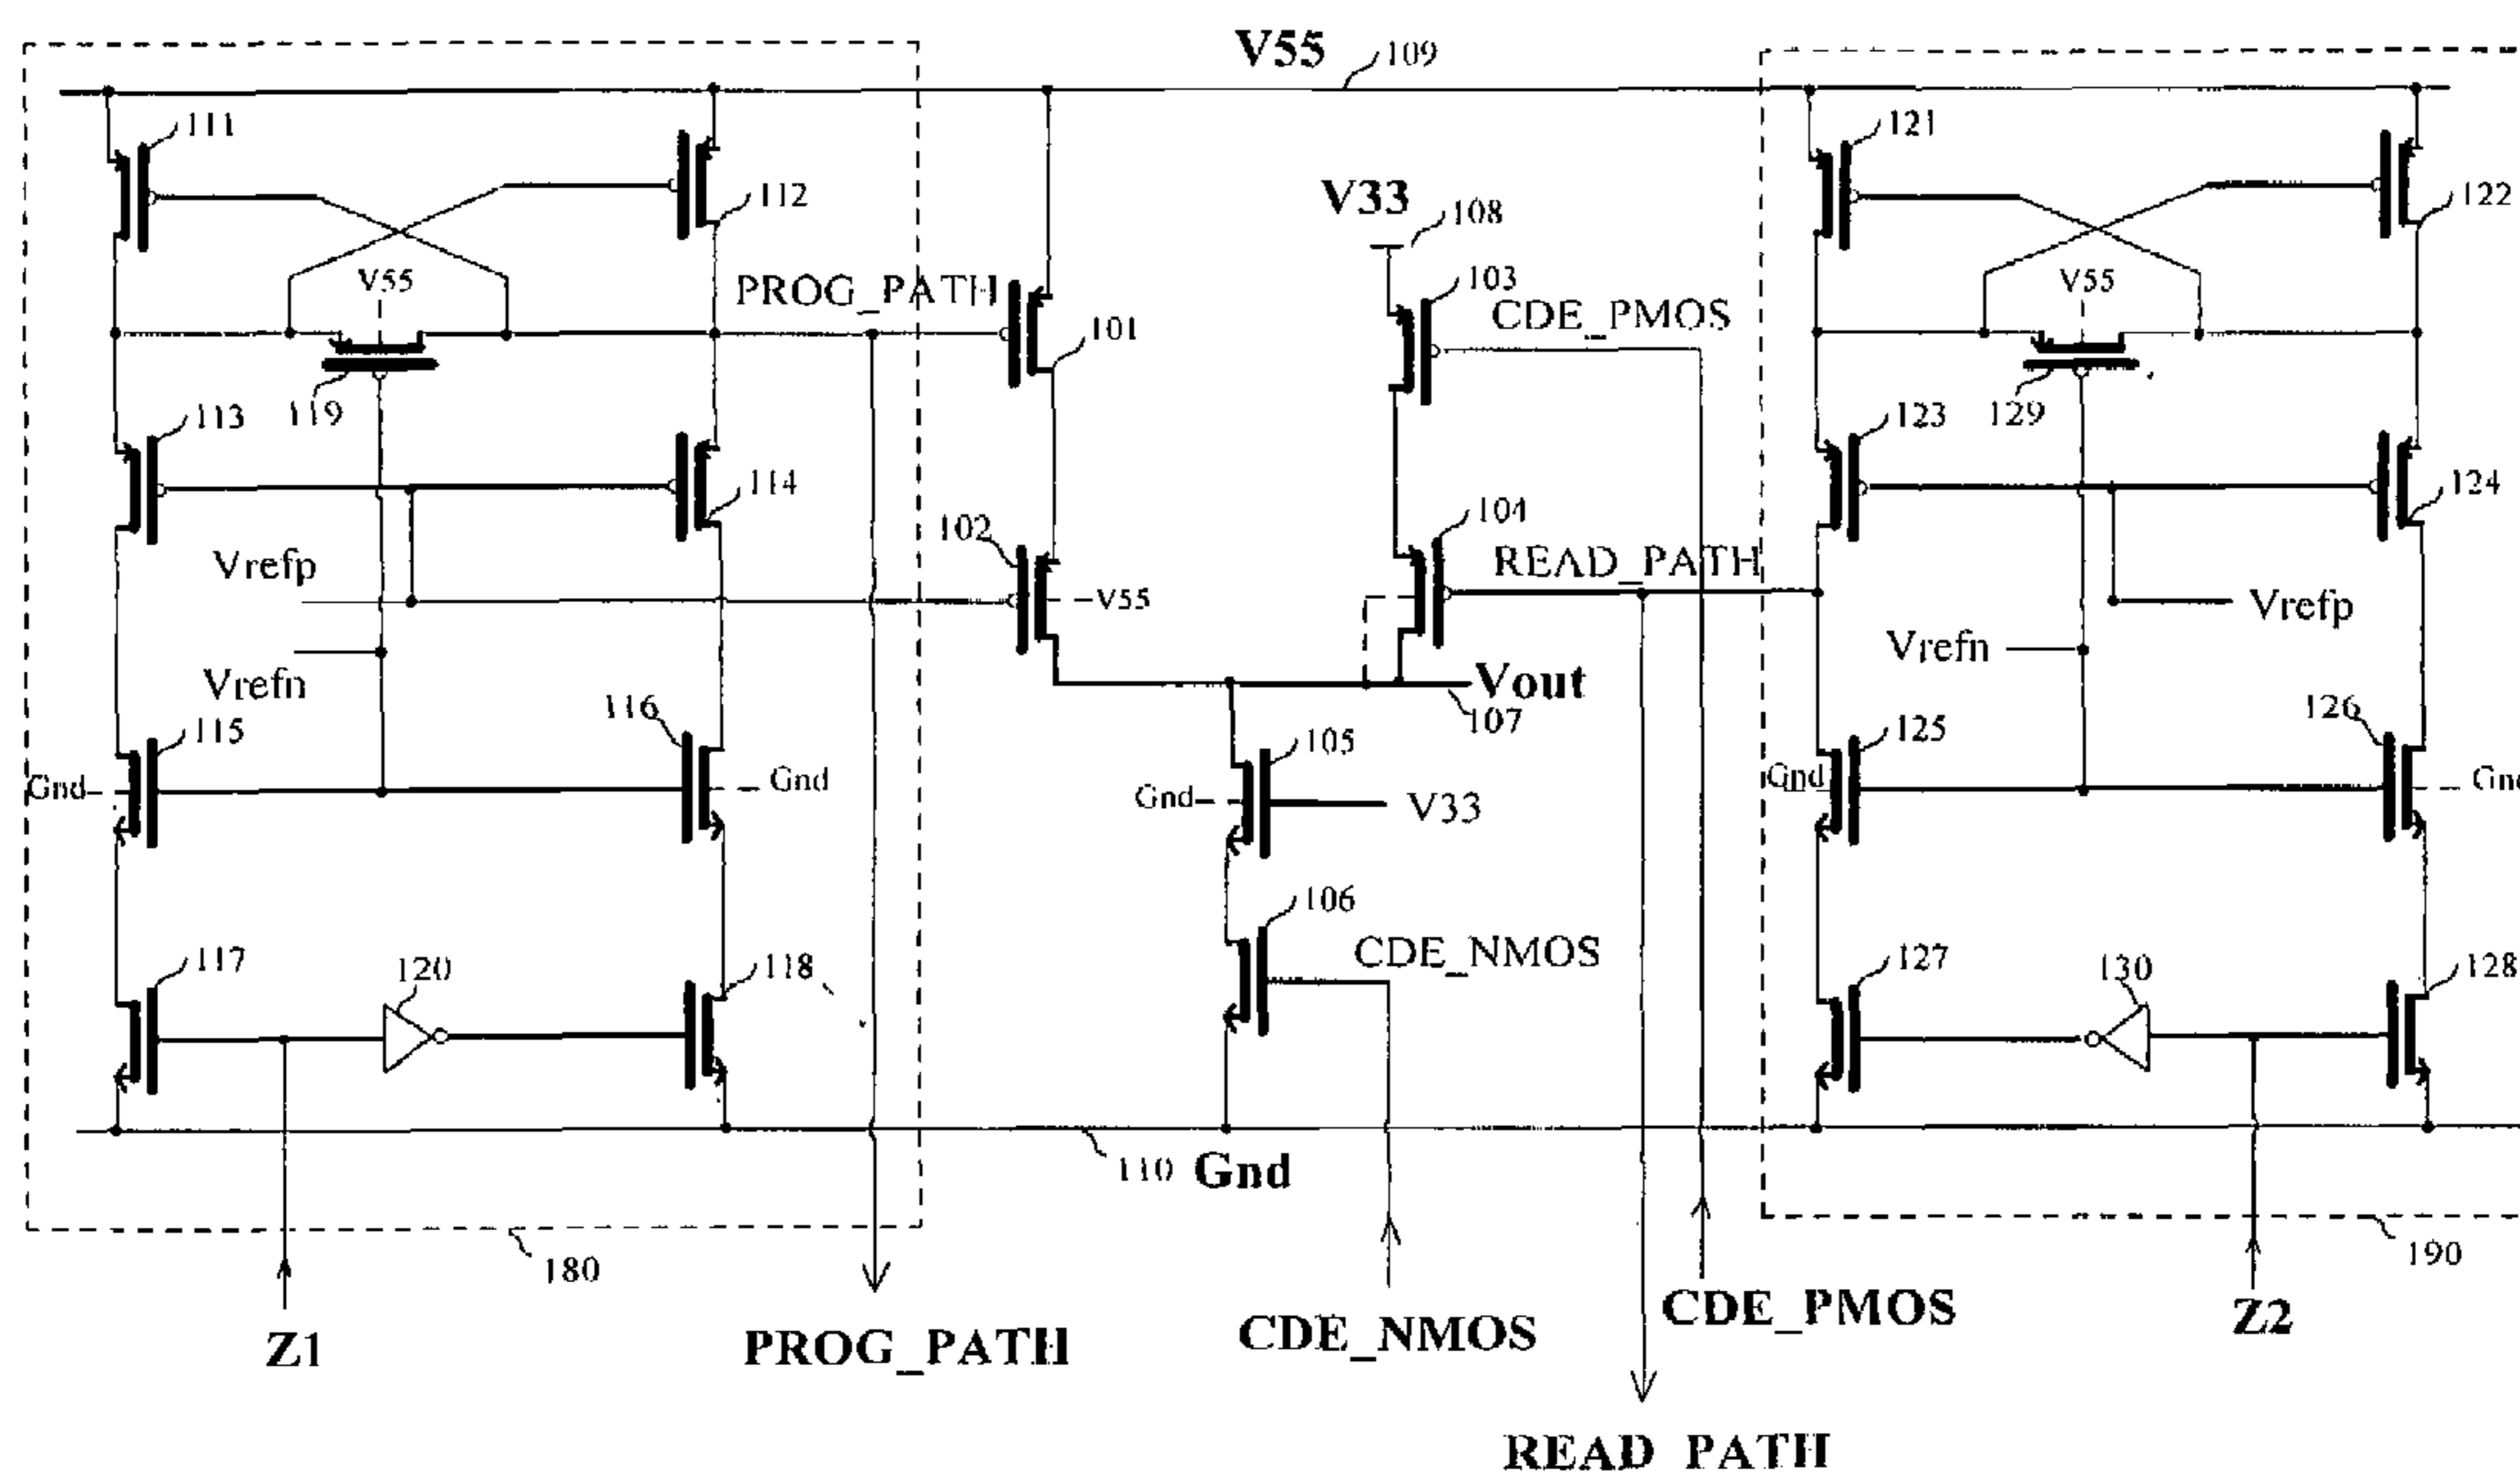 V55
109
111
112
V55
119
PROG_PATH
101
V33
108
103
CDE_PMOS
121
122
V55
129
113
114
Vrefp
Vrefn
102
V55
104
READ_PATH
123
124
Vrefp
Vrefn
Vout
107
115
116
Gnd
Gnd
105
Gnd
V33
125
126
Gnd
106
CDE_NMOS
117
120
118
127
130
128
110
Gnd
180
190
Z1
PROG_PATH
CDE_NMOS
CDE_PMOS
Z2
READ_PATH